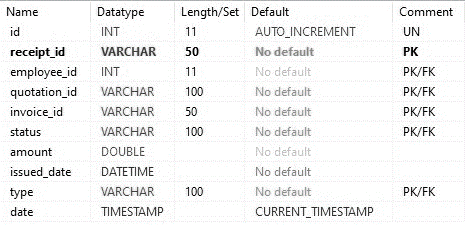 Name Datatype Length/Set Default Comment
id INT 11 AUTO_INCREMENT UN
receipt_id VARCHAR 50 No default PK
employee_id INT 11 No default PK/FK
quotation_id VARCHAR 100 No default PK/FK
invoice_id VARCHAR 50 No default PK/FK
status VARCHAR 100 No default PK/FK
amount DOUBLE No default
issued_date DATETIME No default
type VARCHAR 100 No default PK/FK
date TIMESTAMP CURRENT_TIMESTAMP